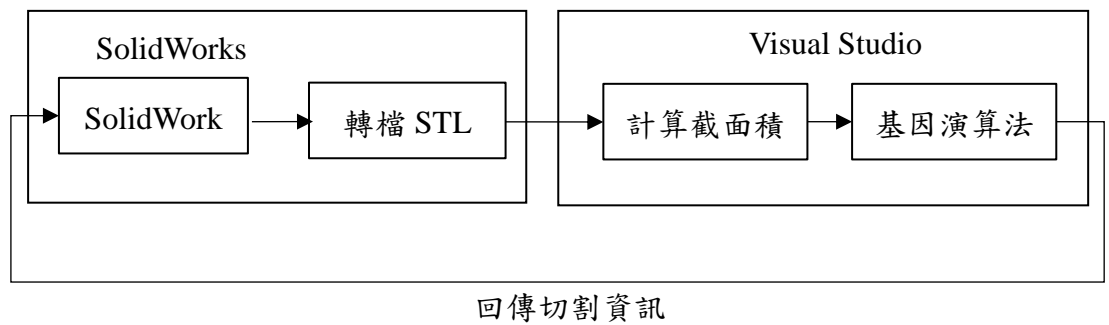 SolidWorks
Visual Studio
SolidWork
轉檔 STL
計算截面積
基因演算法
回傳切割資訊